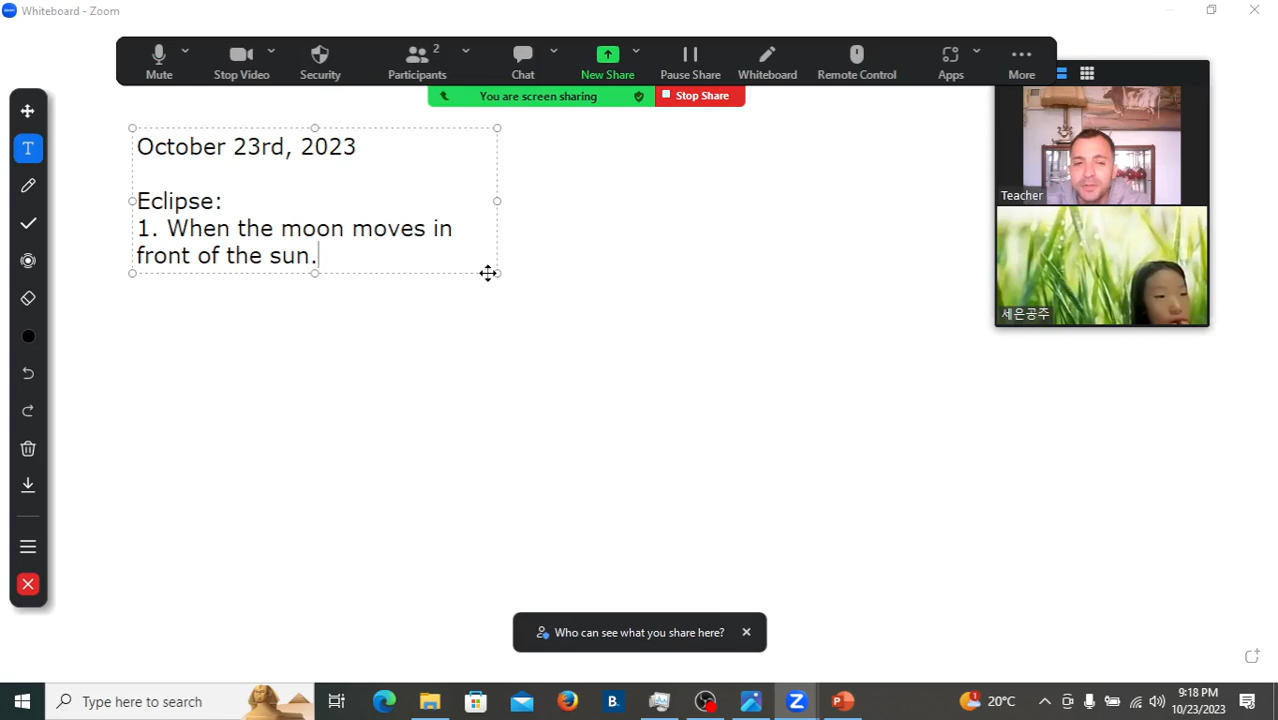 Whiteboard - Zoom
2
Mute
Stop Video
Security
Participants
Chat
New Share
Pause Share
Whiteboard
Remote Control
Apps
More
You are screen sharing
Stop Share
October 23rd, 2023
Eclipse:
1. When the moon moves in
front of the sun.
Teacher
세은공주
Who can see what you share here?
Type here to search
B.
1
20°C
9:18 PM
10/23/2023